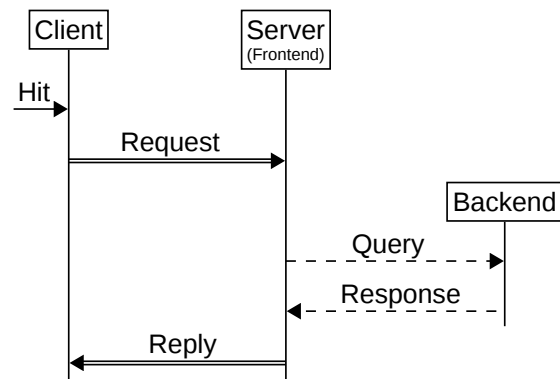 Client
Server
(Frontend)
Hit
Request
Backend
Query
Response
Reply